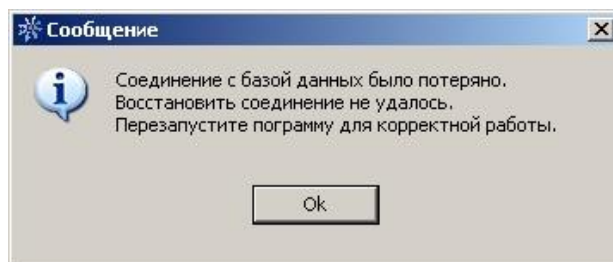 Сообщение
Соединение с базой данных было потеряно.
Восстановить соединение не удалось.
Перезапустите пограмму для корректной работы.
Ok